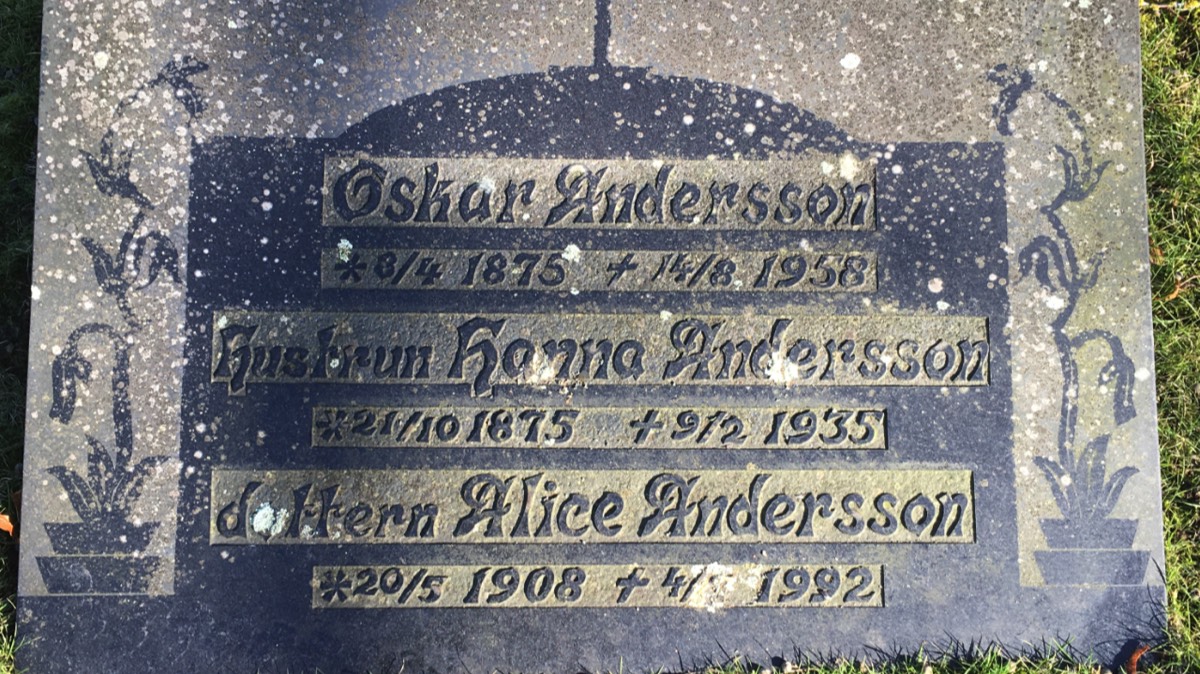 Oskar Andersson
*8/4 1875 +14/8 1958
hustrun Hanna Andersson
*21/10 1875 +9/2 1935
dottern Alice Andersson
*20/5 1908 +4/ 1992